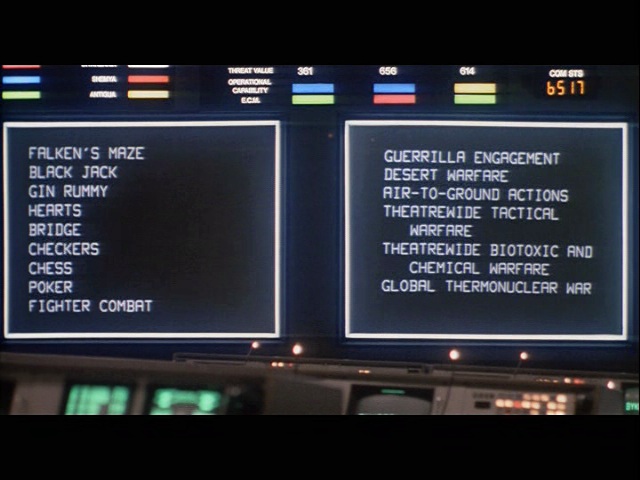 THREAT VALUE 361 656 614
COM STS
SHEMYA
OPERATIONAL
CAPABILITY
6517
ANTIGUA
E.C.M.
FALKEN'S MAZE
BLACK JACK
GIN RUMMY
HEARTS
BRIDGE
CHECKERS
CHESS
POKER
FIGHTER COMBAT
GUERRILLA ENGAGEMENT
DESERT WARFARE
AIR-TO-GROUND ACTIONS
THEATREWIDE TACTICAL
WARFARE
THEATREWIDE BIOTOXIC AND
CHEMICAL WARFARE
GLOBAL THERMONUCLEAR WAR